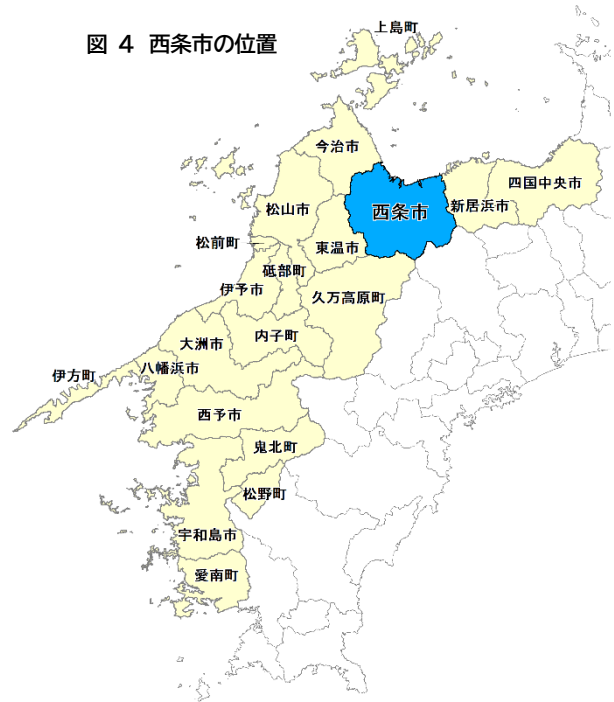 図 4 西条市の位置
上島町
今治市
四国中央市
新居浜市
西条市
松山市
松前町
東温市
砥部町
伊予市
久万高原町
内子町
大洲市
八幡浜市
伊方町
西予市
鬼北町
松野町
宇和島市
愛南町